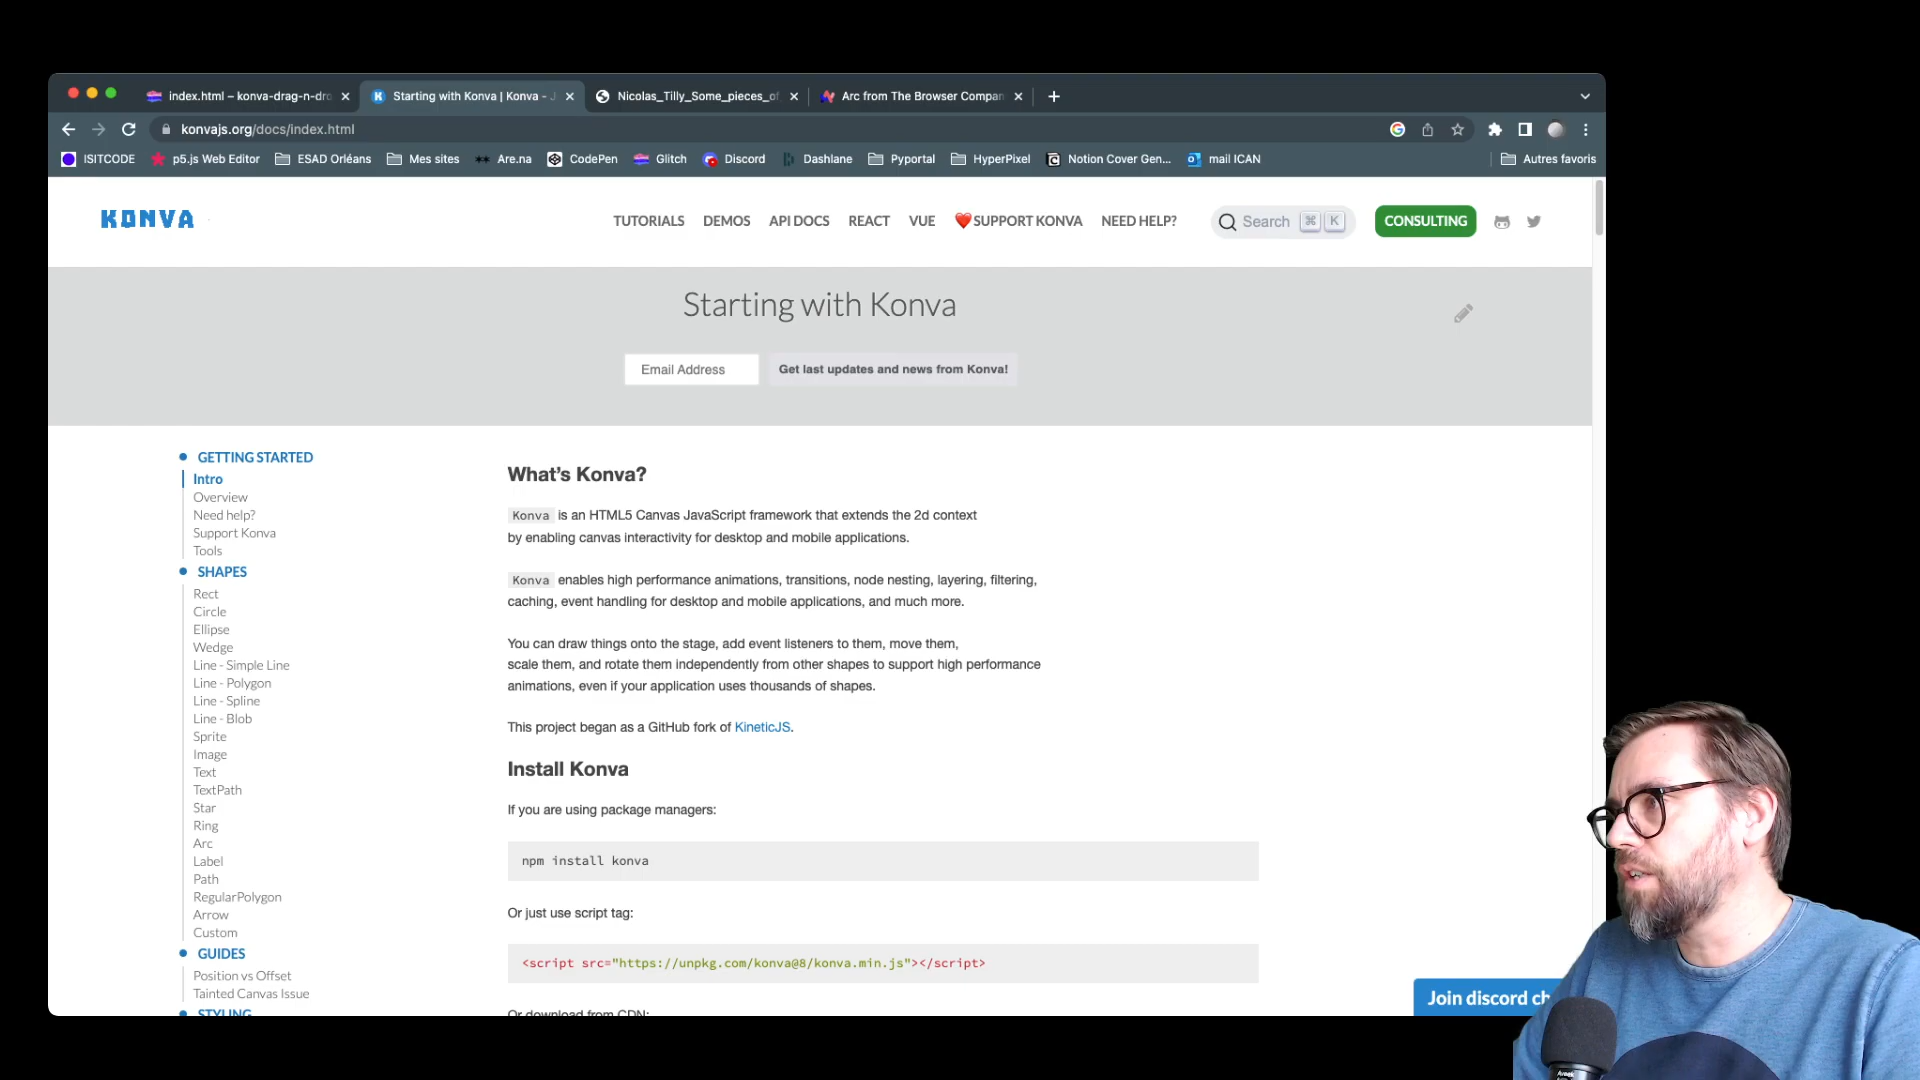 index.html – konva-drag-n-dro
Starting with Konva | Konva - J
Nicolas_Tilly_Some_pieces_of
Arc from The Browser Compan
konvajs.org/docs/index.html
ISITCODE
p5.js Web Editor
ESAD Orléans
Mes sites
Are.na
CodePen
Glitch
Discord
Dashlane
Pyportal
HyperPixel
Notion Cover Gen...
mail ICAN
Autres favoris
KONVA
TUTORIALS
DEMOS
API DOCS
REACT
VUE
❤️SUPPORT KONVA
NEED HELP?
Search ⌘ K
CONSULTING
Starting with Konva
Email Address
Get last updates and news from Konva!
GETTING STARTED
Intro
Overview
Need help?
Support Konva
Tools
SHAPES
Rect
Circle
Ellipse
Wedge
Line - Simple Line
Line - Polygon
Line - Spline
Line - Blob
Sprite
Image
Text
TextPath
Star
Ring
Arc
Label
Path
RegularPolygon
Arrow
Custom
GUIDES
Position vs Offset
Tainted Canvas Issue
STYLING
What's Konva?
Konva is an HTML5 Canvas JavaScript framework that extends the 2d context
by enabling canvas interactivity for desktop and mobile applications.
Konva enables high performance animations, transitions, node nesting, layering, filtering,
caching, event handling for desktop and mobile applications, and much more.
You can draw things onto the stage, add event listeners to them, move them,
scale them, and rotate them independently from other shapes to support high performance
animations, even if your application uses thousands of shapes.
This project began as a GitHub fork of KineticJS.
Install Konva
If you are using package managers:
npm install konva
Or just use script tag:
<script src="https://unpkg.com/konva@8/konva.min.js"></script>
Or download from CDN:
Join discord ch